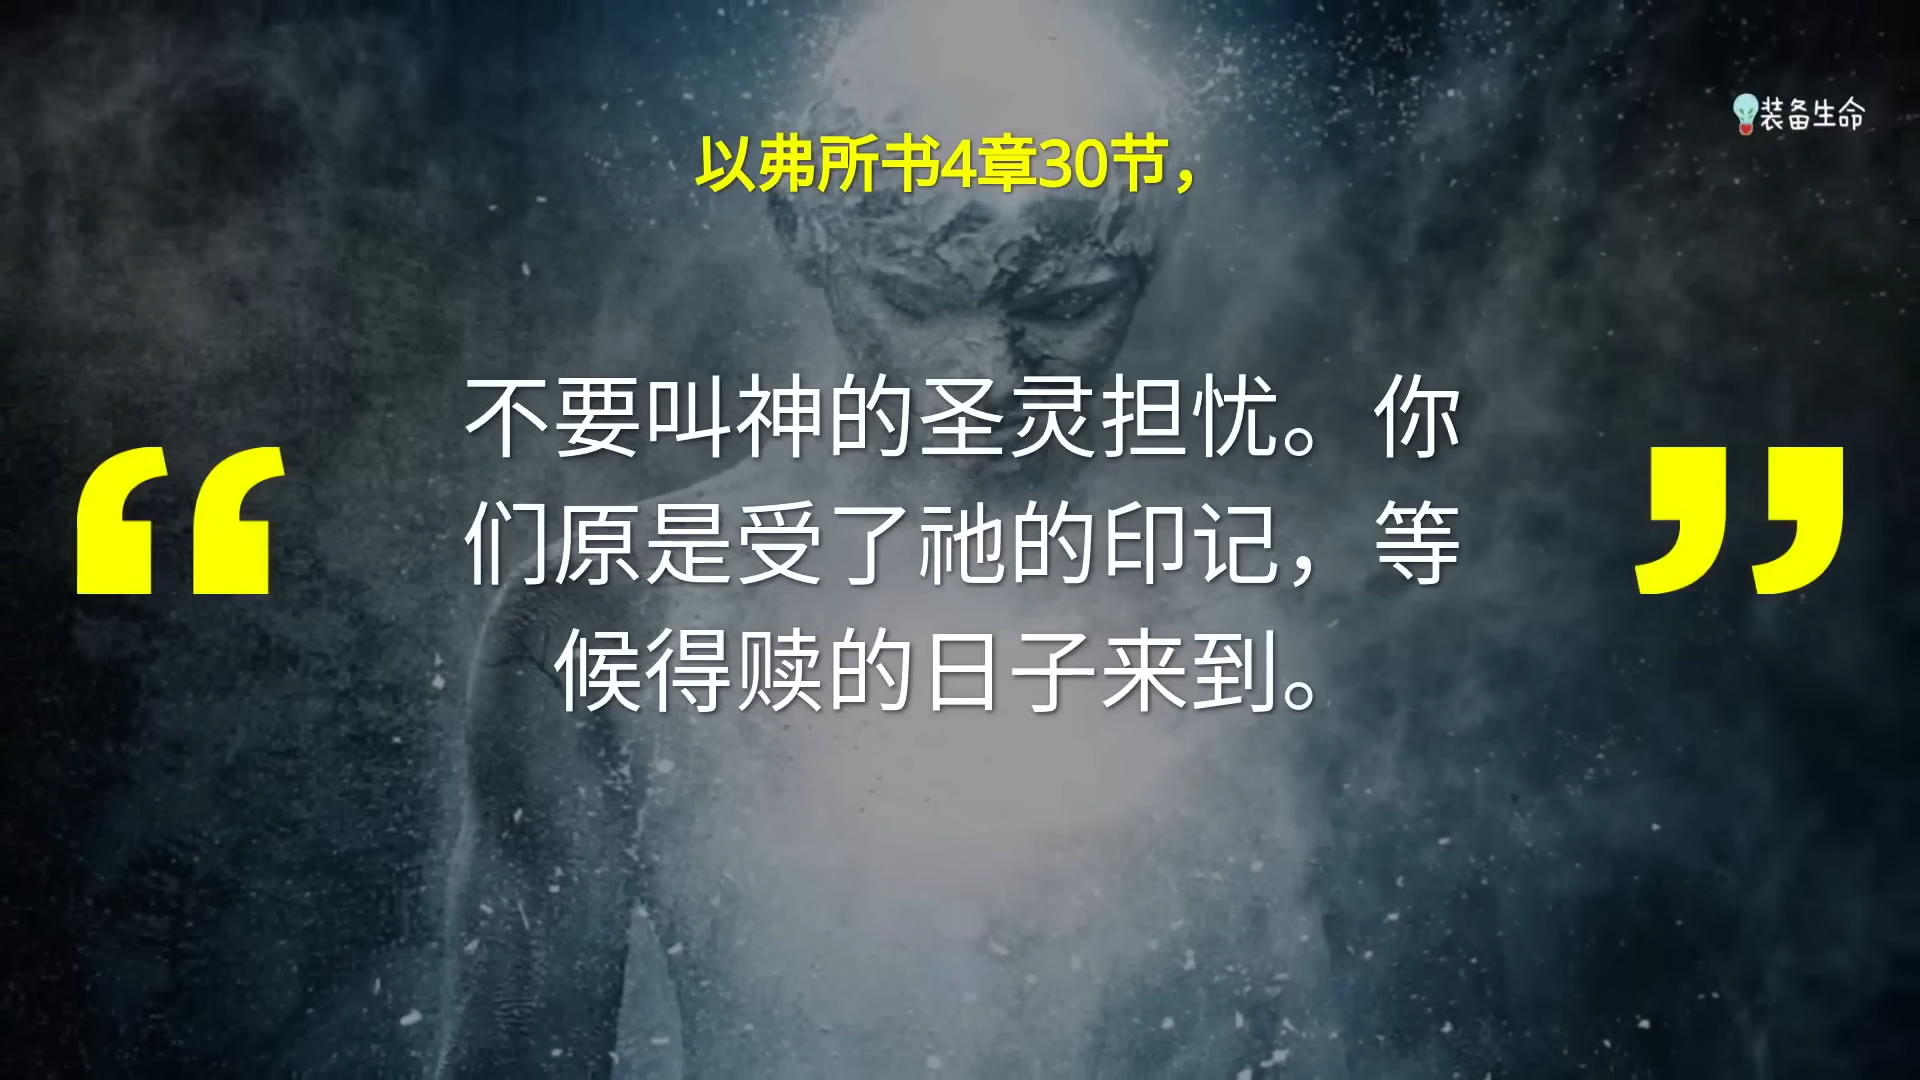 装备生命
以弗所书4章30节，
“不要叫神的圣灵担忧。你
们原是受了祂的印记，等
候得赎的日子来到。”